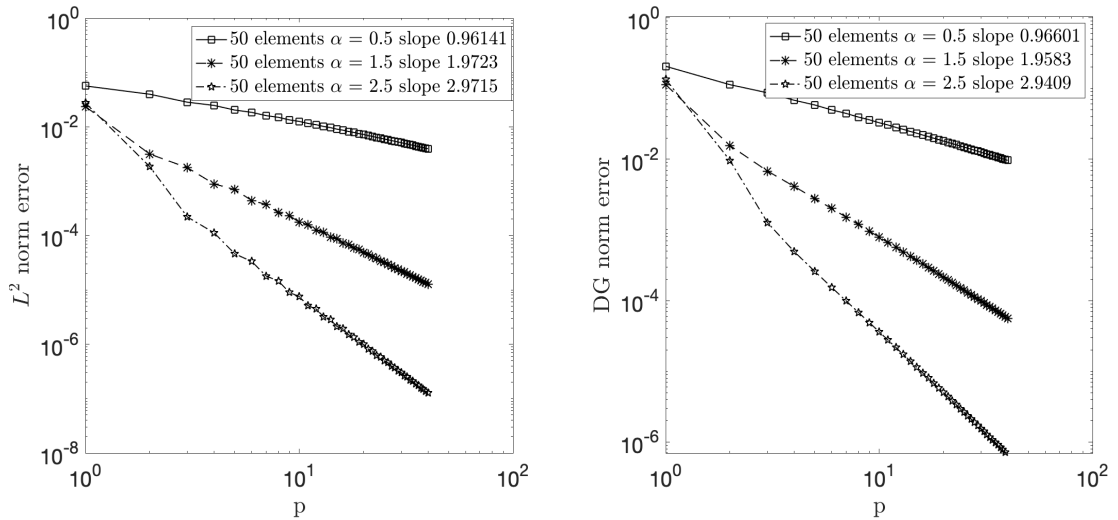 10^0
10^-2
10^-4
10^-6
10^-8
L^2 norm error
50 elements α = 0.5 slope 0.96141
50 elements α = 1.5 slope 1.9723
50 elements α = 2.5 slope 2.9715
10^0
10^1
10^2
p
10^0
10^-2
10^-4
10^-6
DG norm error
50 elements α = 0.5 slope 0.96601
50 elements α = 1.5 slope 1.9583
50 elements α = 2.5 slope 2.9409
10^0
10^1
10^2
p